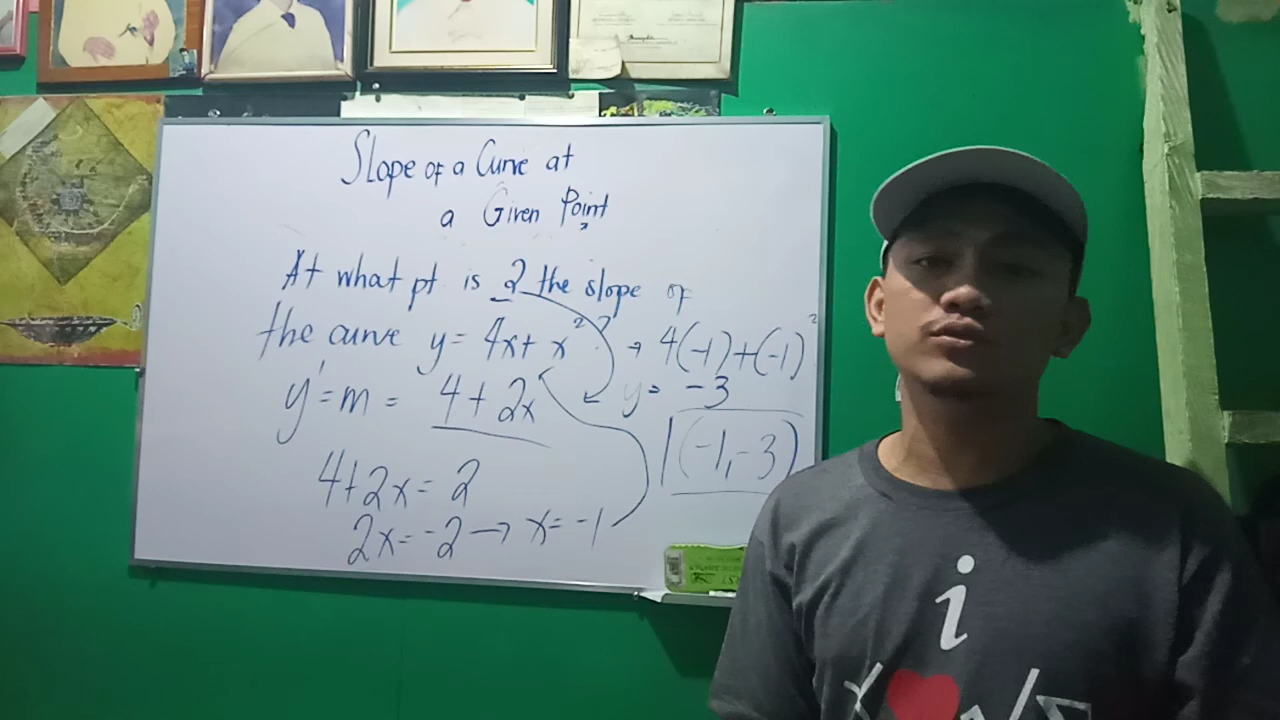 Slope of a Curve at
a Given Point
At what pt is 2 the slope of
the curve y = 4x + x² ? → 4(-1)+(-1)²
y = -3
y' = m = 4 + 2x
(-1, -3)
4+2x = 2
2x = -2 → x = -1
i